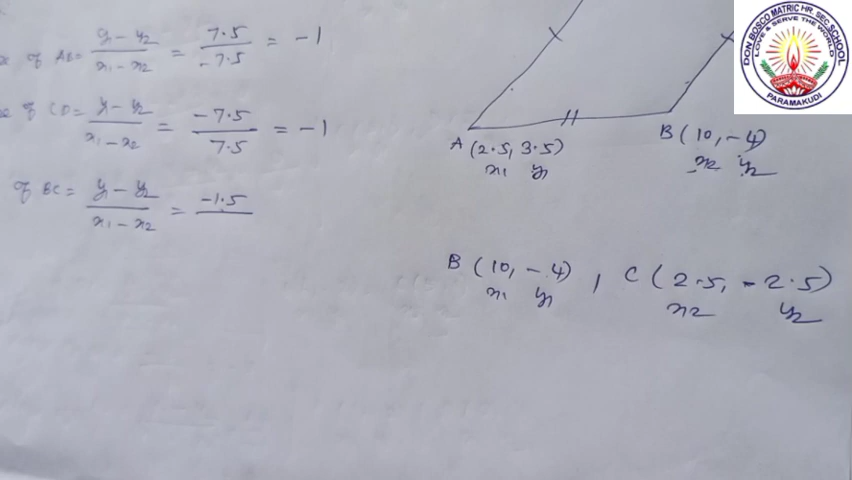 of AB = y₁ - y₂ / x₁ - x₂ = 7.5 / -7.5 = -1
of CD = y₁ - y₂ / x₁ - x₂ = -7.5 / 7.5 = -1
of BC = y₁ - y₂ / x₁ - x₂ = -1.5
A (2.5, 3.5)
x₁ y₁
B (10, -4)
x₂ y₂
B (10, -4) , C (2.5, -2.5)
x₁ y₁ x₂ y₂
DON BOSCO MATRIC HR. SEC SCHOOL
LOVE & SERVE THE WORLD
PARAMAKUDI